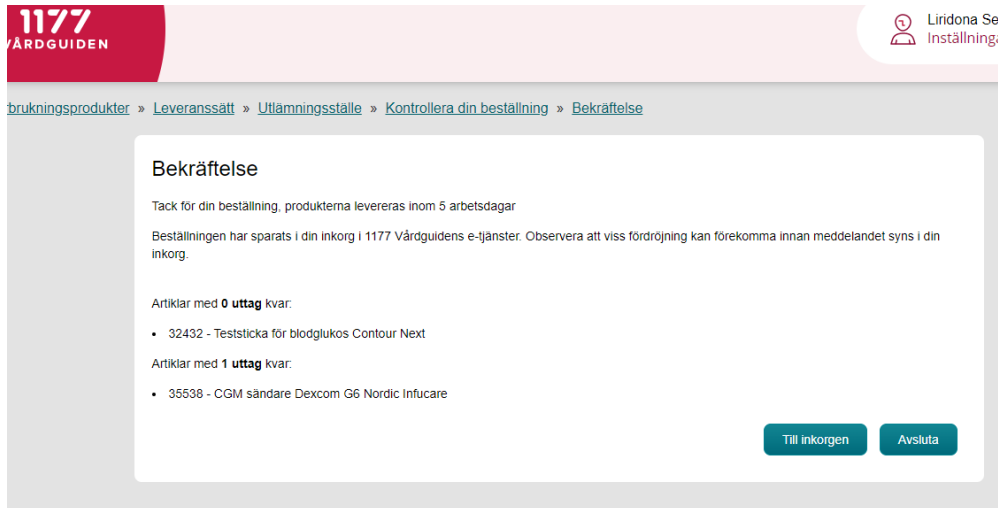 1177
VÅRDGUIDEN
Liridona Se
Inställninga
rbrukningsprodukter » Leveranssätt » Utlämningsställe » Kontrollera din beställning » Bekräftelse
Bekräftelse
Tack för din beställning, produkterna levereras inom 5 arbetsdagar
Beställningen har sparats i din inkorg i 1177 Vårdguidens e-tjänster. Observera att viss fördröjning kan förekomma innan meddelandet syns i din
inkorg.
Artiklar med 0 uttag kvar:
• 32432 - Teststicka för blodglukos Contour Next
Artiklar med 1 uttag kvar:
• 35538 - CGM sändare Dexcom G6 Nordic Infucare
Till inkorgen Avsluta